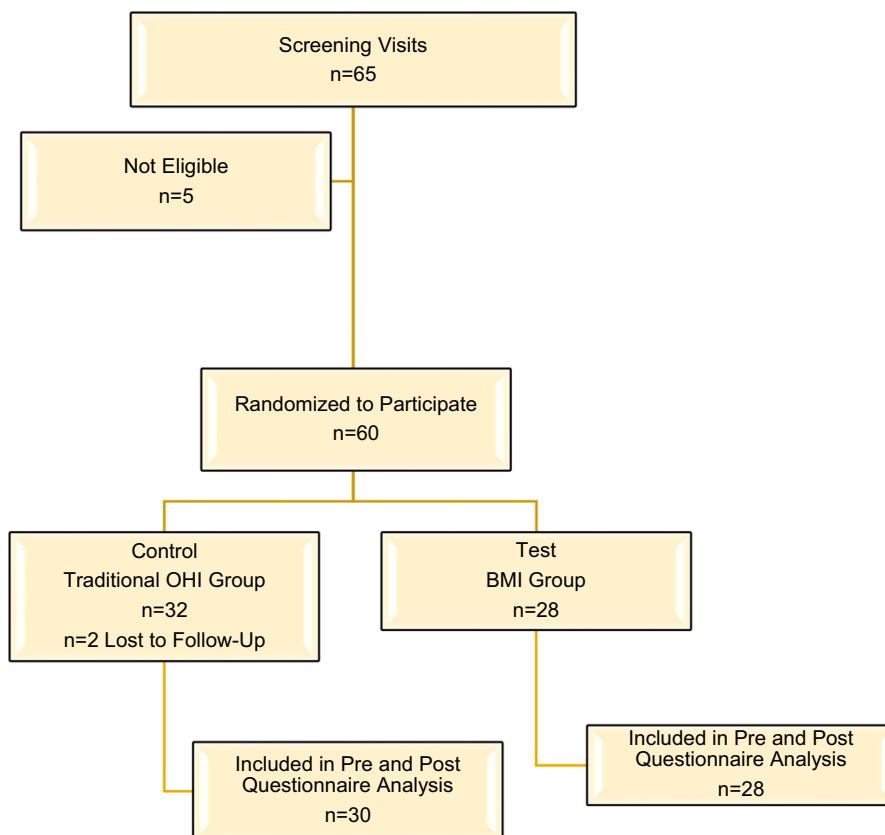 Screening Visits
n=65
Not Eligible
n=5
Randomized to Participate
n=60
Control
Traditional OHI Group
n=32
n=2 Lost to Follow-Up
Test
BMI Group
n=28
Included in Pre and Post
Questionnaire Analysis
n=30
Included in Pre and Post
Questionnaire Analysis
n=28